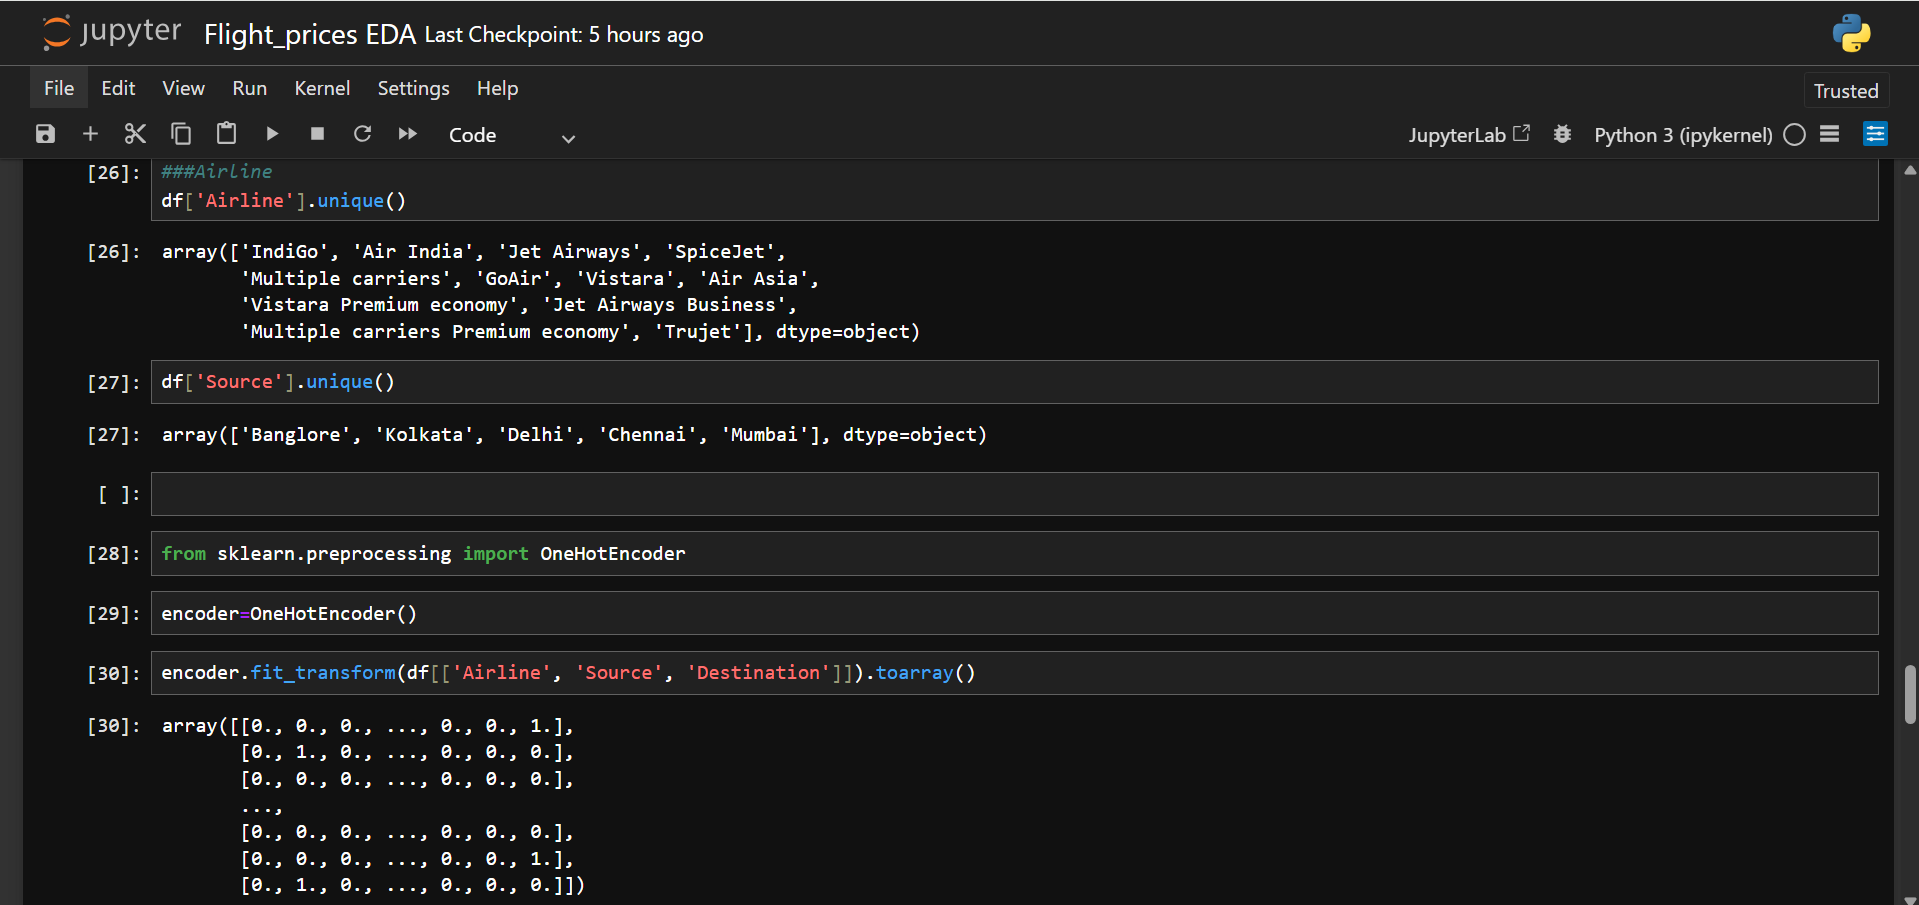 jupyter Flight_prices EDA Last Checkpoint: 5 hours ago
File Edit View Run Kernel Settings Help Trusted
Code JupyterLab Python 3 (ipykernel)
[26]: ###Airline
df['Airline'].unique()
[26]: array(['IndiGo', 'Air India', 'Jet Airways', 'SpiceJet',
'Multiple carriers', 'GoAir', 'Vistara', 'Air Asia',
'Vistara Premium economy', 'Jet Airways Business',
'Multiple carriers Premium economy', 'Trujet'], dtype=object)
[27]: df['Source'].unique()
[27]: array(['Banglore', 'Kolkata', 'Delhi', 'Chennai', 'Mumbai'], dtype=object)
[ ]:
[28]: from sklearn.preprocessing import OneHotEncoder
[29]: encoder=OneHotEncoder()
[30]: encoder.fit_transform(df[['Airline', 'Source', 'Destination']]).toarray()
[30]: array([[0., 0., 0., ..., 0., 0., 1.],
[0., 1., 0., ..., 0., 0., 0.],
[0., 0., 0., ..., 0., 0., 0.],
...,
[0., 0., 0., ..., 0., 0., 0.],
[0., 0., 0., ..., 0., 0., 1.],
[0., 1., 0., ..., 0., 0., 0.]])